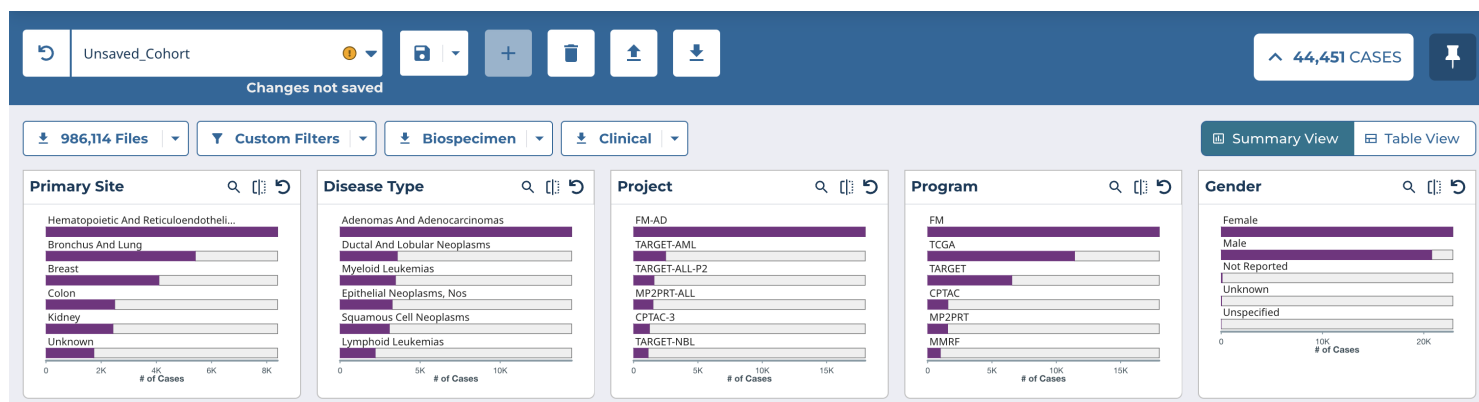 Unsaved_Cohort
Changes not saved
44,451 CASES
986,114 Files
Custom Filters
Biospecimen
Clinical
Summary View
Table View
Primary Site
Hematopoietic And Reticuloendotheli...
Bronchus And Lung
Breast
Colon
Kidney
Unknown
0 2K 4K 6K 8K
# of Cases
Disease Type
Adenomas And Adenocarcinomas
Ductal And Lobular Neoplasms
Myeloid Leukemias
Epithelial Neoplasms, Nos
Squamous Cell Neoplasms
Lymphoid Leukemias
0 5K 10K
# of Cases
Project
FM-AD
TARGET-AML
TARGET-ALL-P2
MP2PRT-ALL
CPTAC-3
TARGET-NBL
0 5K 10K 15K
# of Cases
Program
FM
TCGA
TARGET
CPTAC
MP2PRT
MMRF
0 5K 10K 15K
# of Cases
Gender
Female
Male
Not Reported
Unknown
Unspecified
0 10K 20K
# of Cases